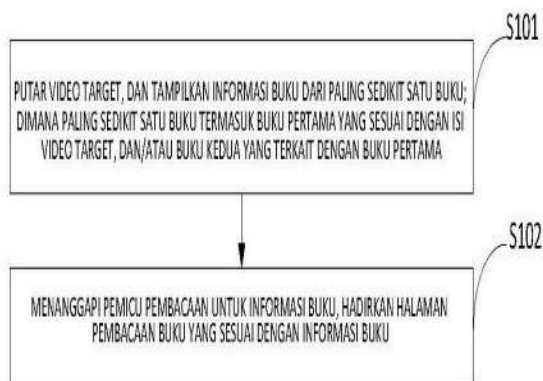 S101
PUTAR VIDEO TARGET, DAN TAMPILKAN INFORMASI BUKU DARI PALING SEDIKIT SATU BUKU;
DIMANA PALING SEDIKIT SATU BUKU TERMASUK BUKU PERTAMA YANG SESUAI DENGAN ISI
VIDEO TARGET, DAN/ATAU BUKU KEDUA YANG TERKAIT DENGAN BUKU PERTAMA
S102
MENANGGAPI PEMICU PEMBACAAN UNTUK INFORMASI BUKU, HADIRKAN HALAMAN
PEMBACAAN BUKU YANG SESUAI DENGAN INFORMASI BUKU